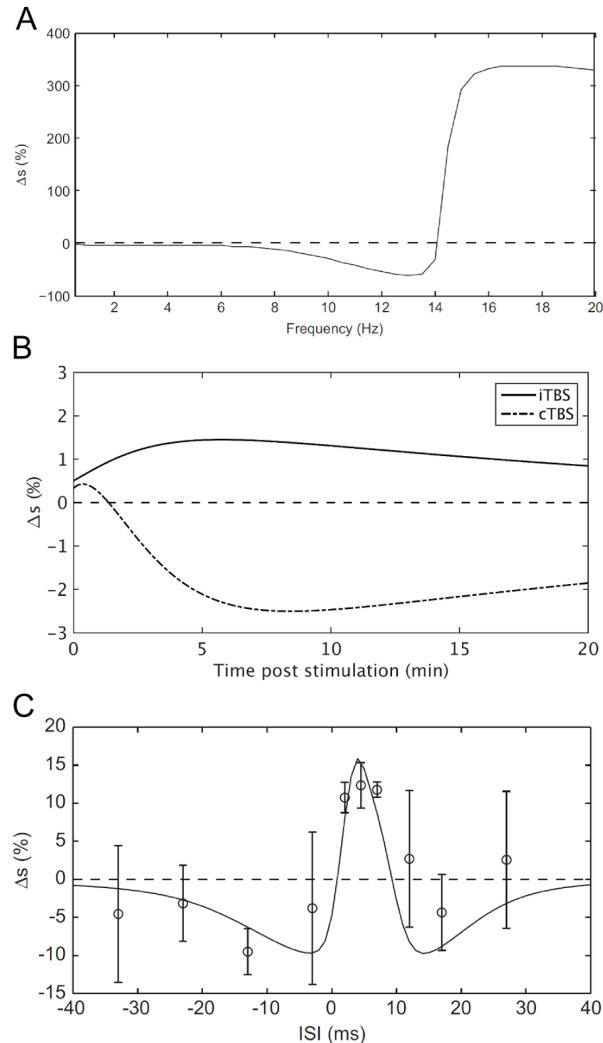 A
400
300
200
100
0
−100
Δs (%)
2 4 6 8 10 12 14 16 18 20
Frequency (Hz)
B
3
2
1
0
-1
-2
-3
Δs (%)
iTBS
cTBS
0 5 10 15 20
Time post stimulation (min)
C
20
15
10
5
0
-5
-10
-15
Δs (%)
-40 -30 -20 -10 0 10 20 30 40
ISI (ms)